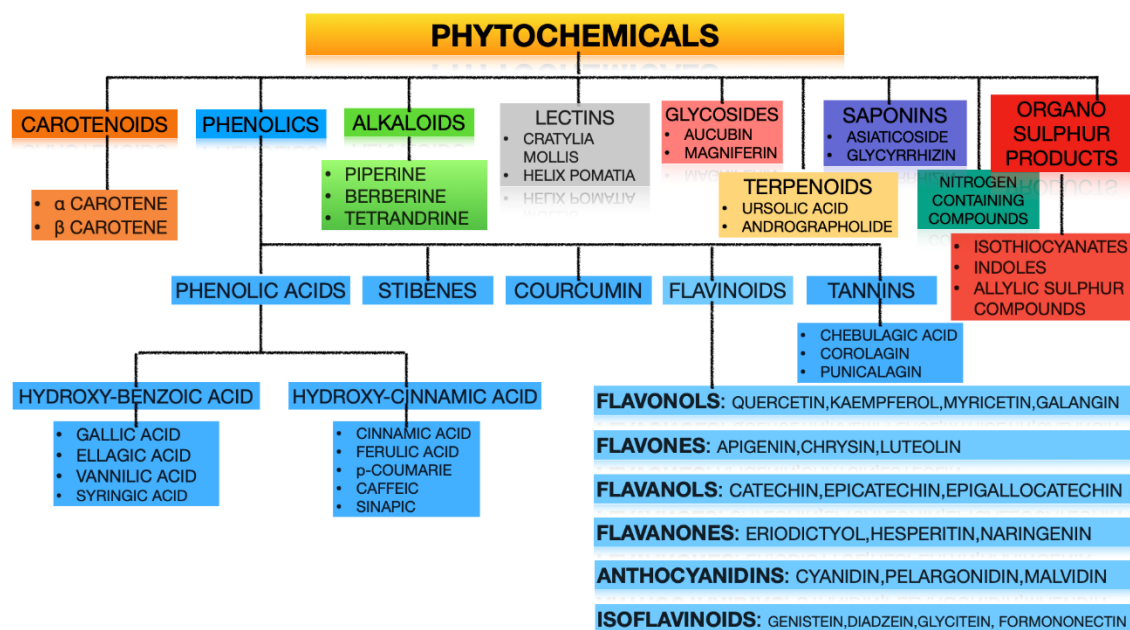 PHYTOCHEMICALS
CAROTENOIDS
• α CAROTENE
• β CAROTENE
PHENOLICS
ALKALOIDS
• PIPERINE
• BERBERINE
• TETRANDRINE
LECTINS
• CRATYLIA
MOLLIS
• HELIX POMATIA
GLYCOSIDES
• AUCUBIN
• MAGNIFERIN
TERPENOIDS
• URSOLIC ACID
• ANDROGRAPHOLIDE
SAPONINS
• ASIATICOSIDE
• GLYCYRRHIZIN
NITROGEN
CONTAINING
COMPOUNDS
ORGANO
SULPHUR
PRODUCTS
• ISOTHIOCYANATES
• INDOLES
• ALLYLIC SULPHUR
COMPOUNDS
PHENOLIC ACIDS
STIBENES
COURCUMIN
FLAVINOIDS
TANNINS
• CHEBULAGIC ACID
• COROLAGIN
• PUNICALAGIN
HYDROXY-BENZOIC ACID
• GALLIC ACID
• ELLAGIC ACID
• VANNILIC ACID
• SYRINGIC ACID
HYDROXY-CINNAMIC ACID
• CINNAMIC ACID
• FERULIC ACID
• p-COUMARIE
• CAFFEIC
• SINAPIC
FLAVONOLS: QUERCETIN,KAEMPFEROL,MYRICETIN,GALANGIN
FLAVONES: APIGENIN,CHRYSIN,LUTEOLIN
FLAVANOLS: CATECHIN,EPICATECHIN,EPIGALLOCATECHIN
FLAVANONES: ERIODICTYOL,HESPERITIN,NARINGENIN
ANTHOCYANIDINS: CYANIDIN,PELARGONIDIN,MALVIDIN
ISOFLAVINOIDS: GENISTEIN,DIADZEIN,GLYCITEIN, FORMONONECTIN